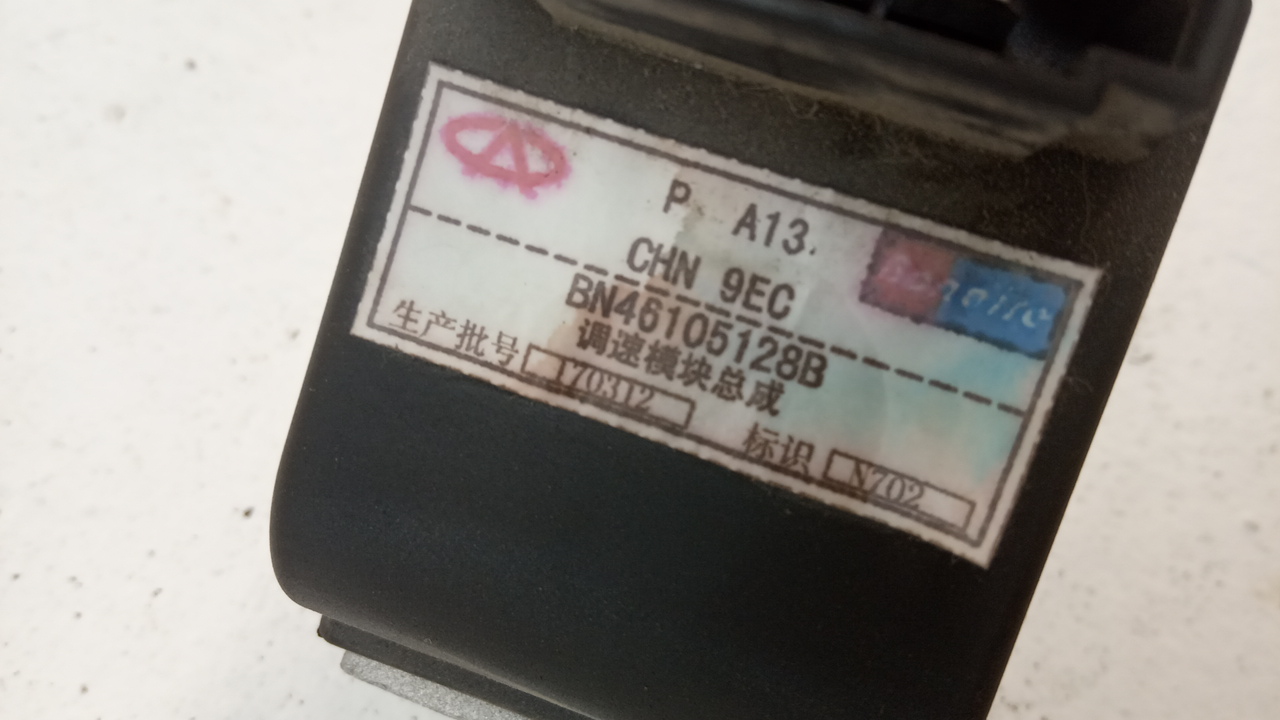 P A13
CHN 9EC
BN46105128B
调速模块总成
生产批号 170312
标识 N702